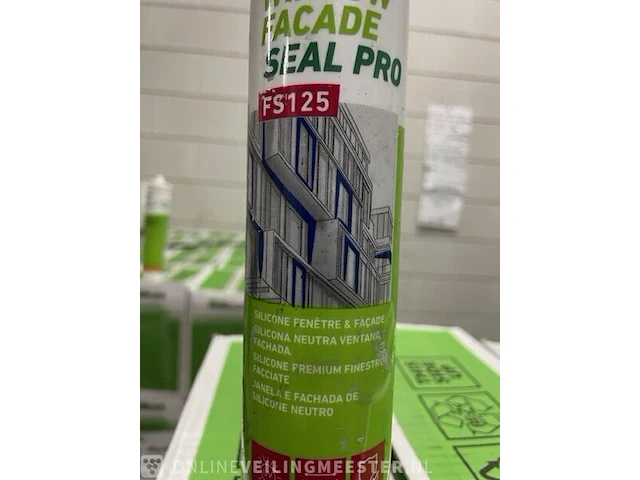 FACADE
SEAL PRO
FS125
SILICONE FENÊTRE & FAÇADE
SILICONA NEUTRA VENTANA
FACHADA
SILICONE PREMIUM FINESTRE
FACCIATE
JANELA E FACHADA DE
SILICONE NEUTRO
ONLINEVEILINGMEESTER.NL